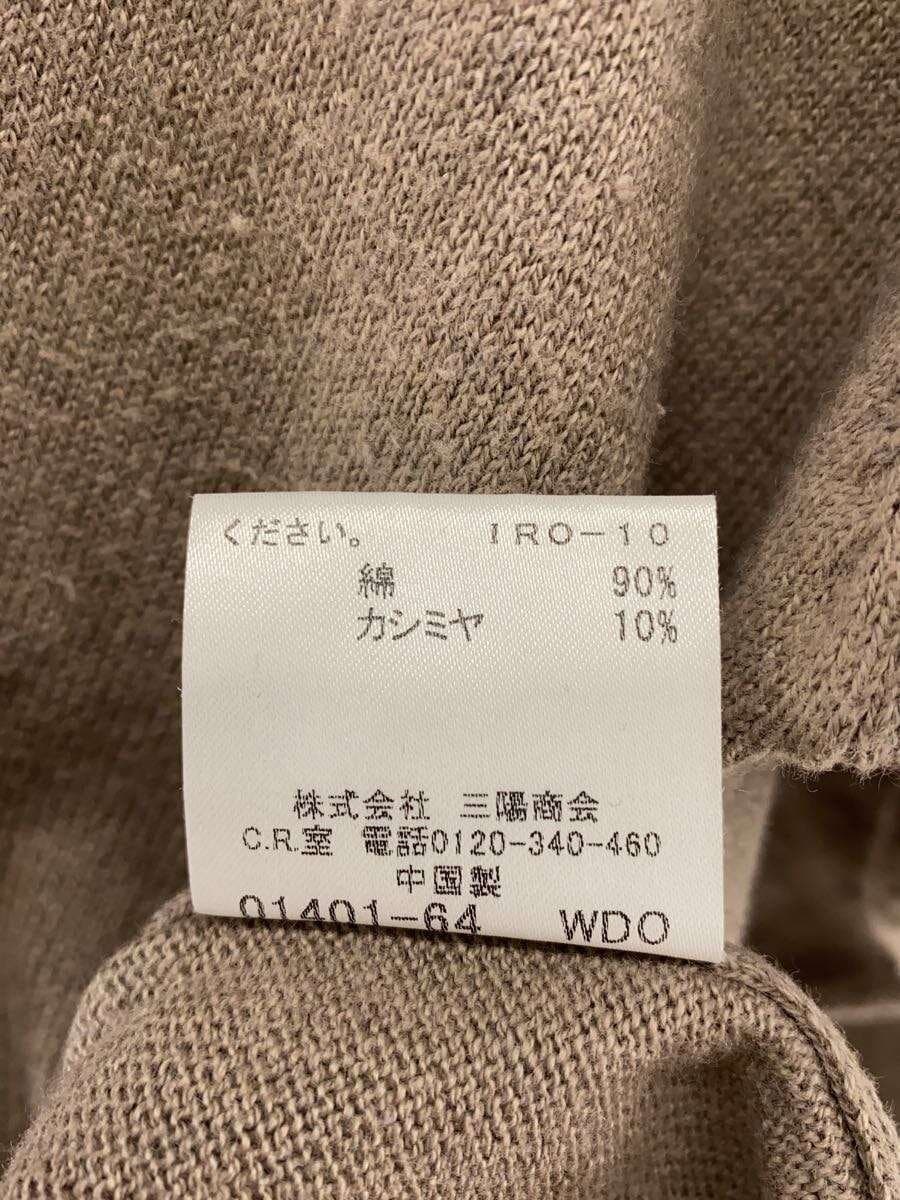 ください。 IRO-10
綿 90%
カシミヤ 10%
株式会社 三陽商会
C.R.室 電話0120-340-460
中国製
01401-64 WDO